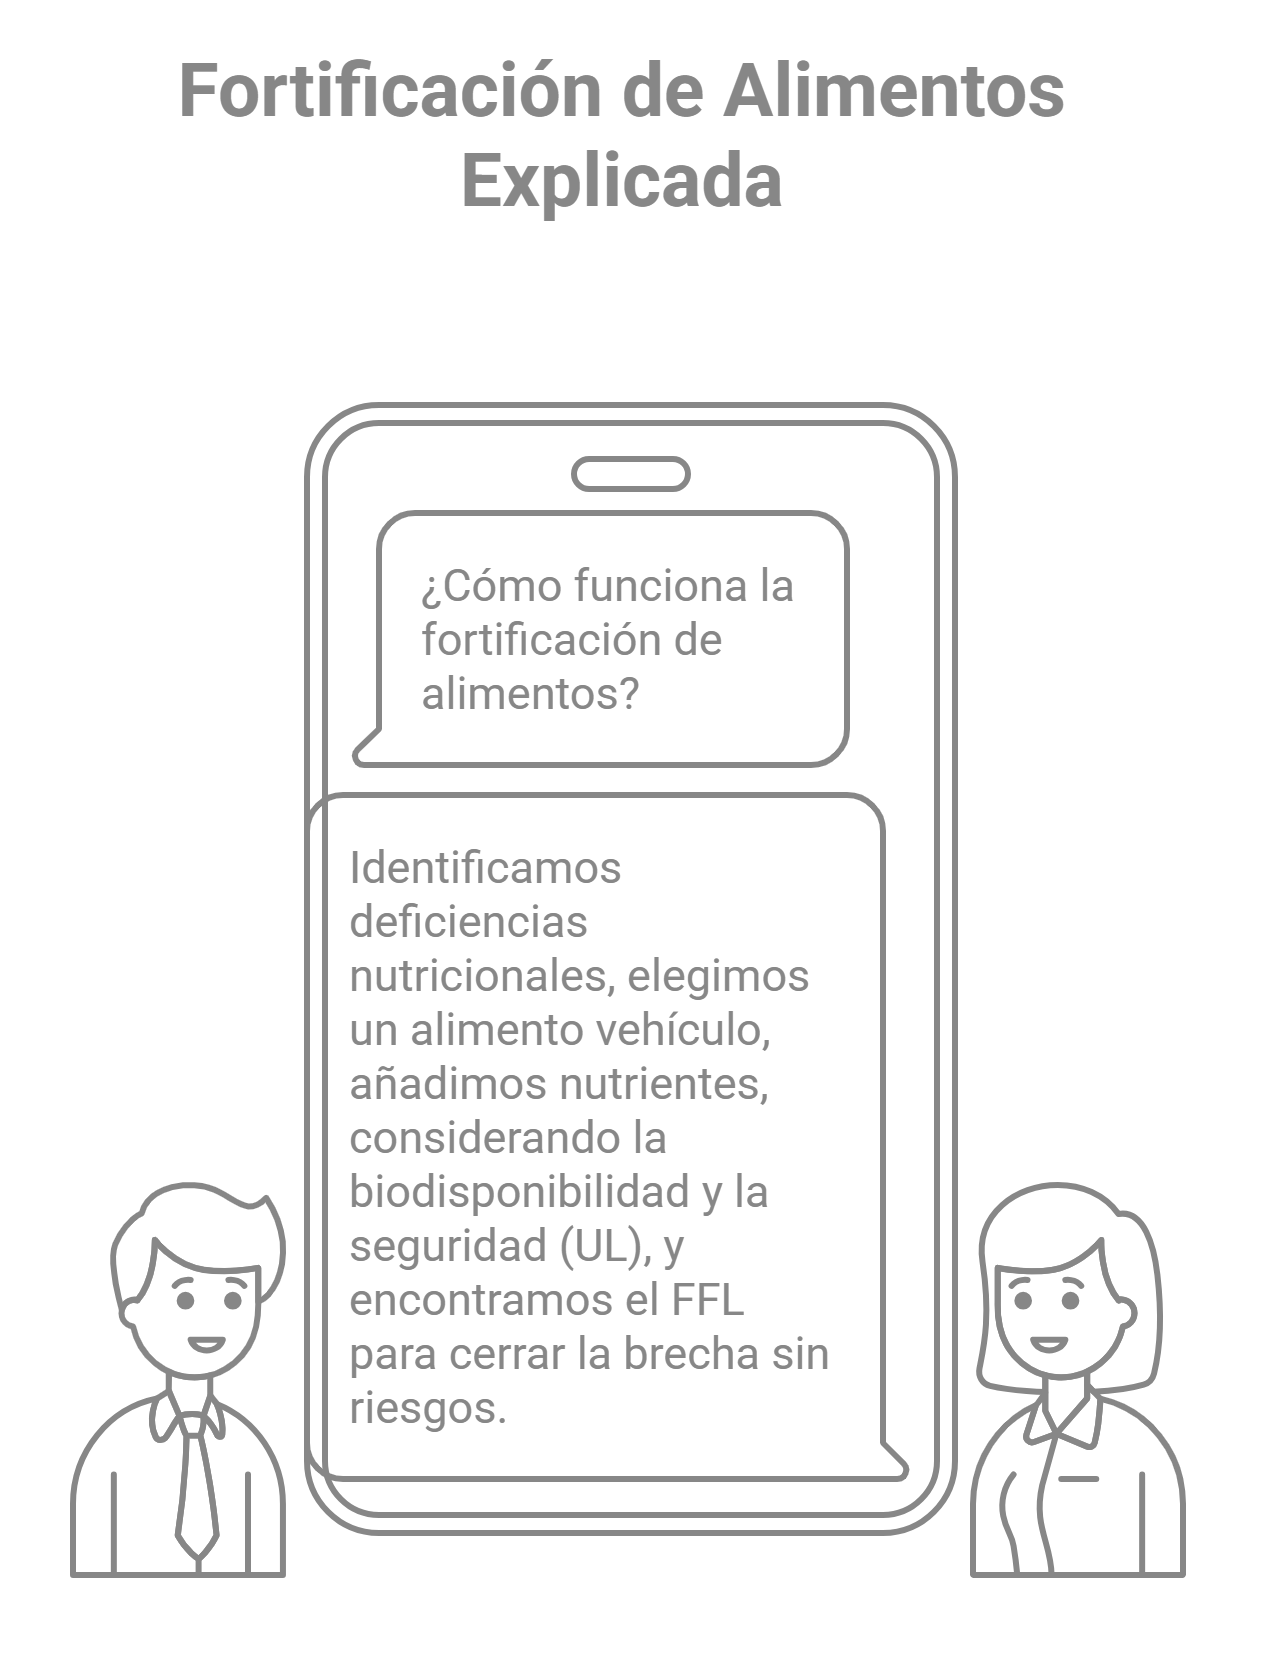 Fortificación de Alimentos
Explicada
¿Cómo funciona la
fortificación de
alimentos?
Identificamos
deficiencias
nutricionales, elegimos
un alimento vehículo,
añadimos nutrientes,
considerando la
biodisponibilidad y la
seguridad (UL), y
encontramos el FFL
para cerrar la brecha sin
riesgos.